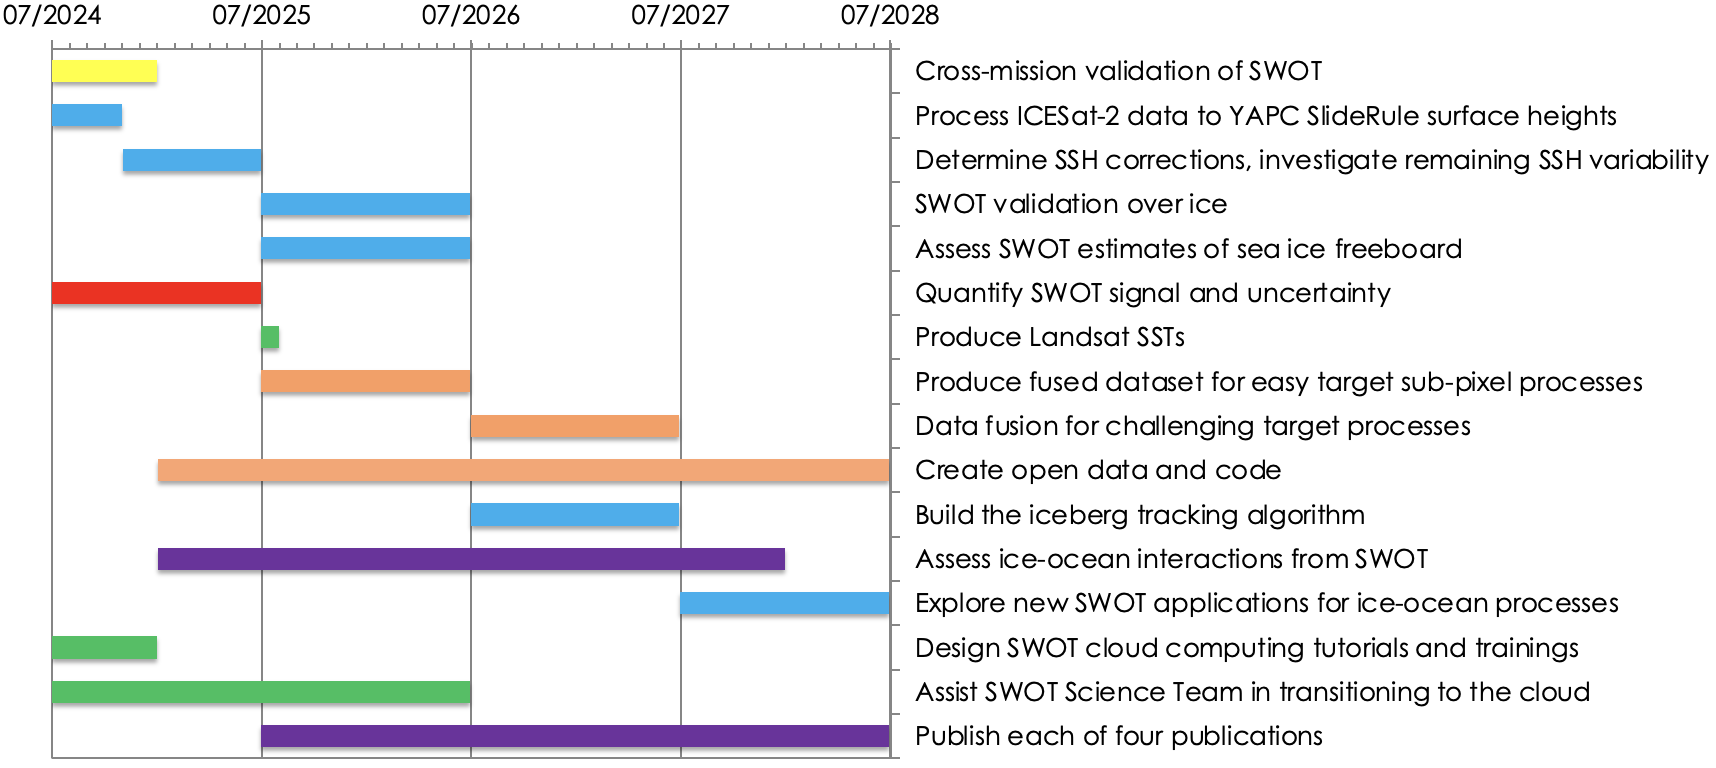 07/2024 07/2025 07/2026 07/2027 07/2028
Cross-mission validation of SWOT
Process ICESat-2 data to YAPC SlideRule surface heights
Determine SSH corrections, investigate remaining SSH variability
SWOT validation over ice
Assess SWOT estimates of sea ice freeboard
Quantify SWOT signal and uncertainty
Produce Landsat SSTs
Produce fused dataset for easy target sub-pixel processes
Data fusion for challenging target processes
Create open data and code
Build the iceberg tracking algorithm
Assess ice-ocean interactions from SWOT
Explore new SWOT applications for ice-ocean processes
Design SWOT cloud computing tutorials and trainings
Assist SWOT Science Team in transitioning to the cloud
Publish each of four publications